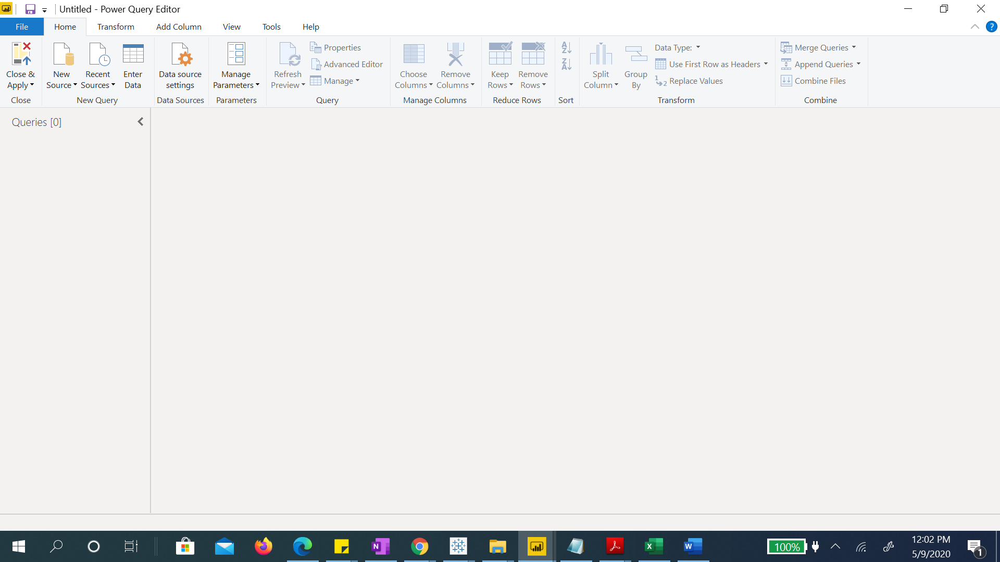 Untitled - Power Query Editor
File Home Transform Add Column View Tools Help
Close & Apply
New Source
Recent Sources
Enter Data
Data source settings
Manage Parameters
Refresh Preview
Properties
Advanced Editor
Manage
Choose Columns
Remove Columns
Keep Rows
Remove Rows
Split Column
Group By
Data Type:
Use First Row as Headers
Replace Values
Merge Queries
Append Queries
Combine Files
Close
New Query
Data Sources
Parameters
Query
Manage Columns
Reduce Rows
Sort
Transform
Combine
Queries [0]
100%
12:02 PM
5/9/2020
1